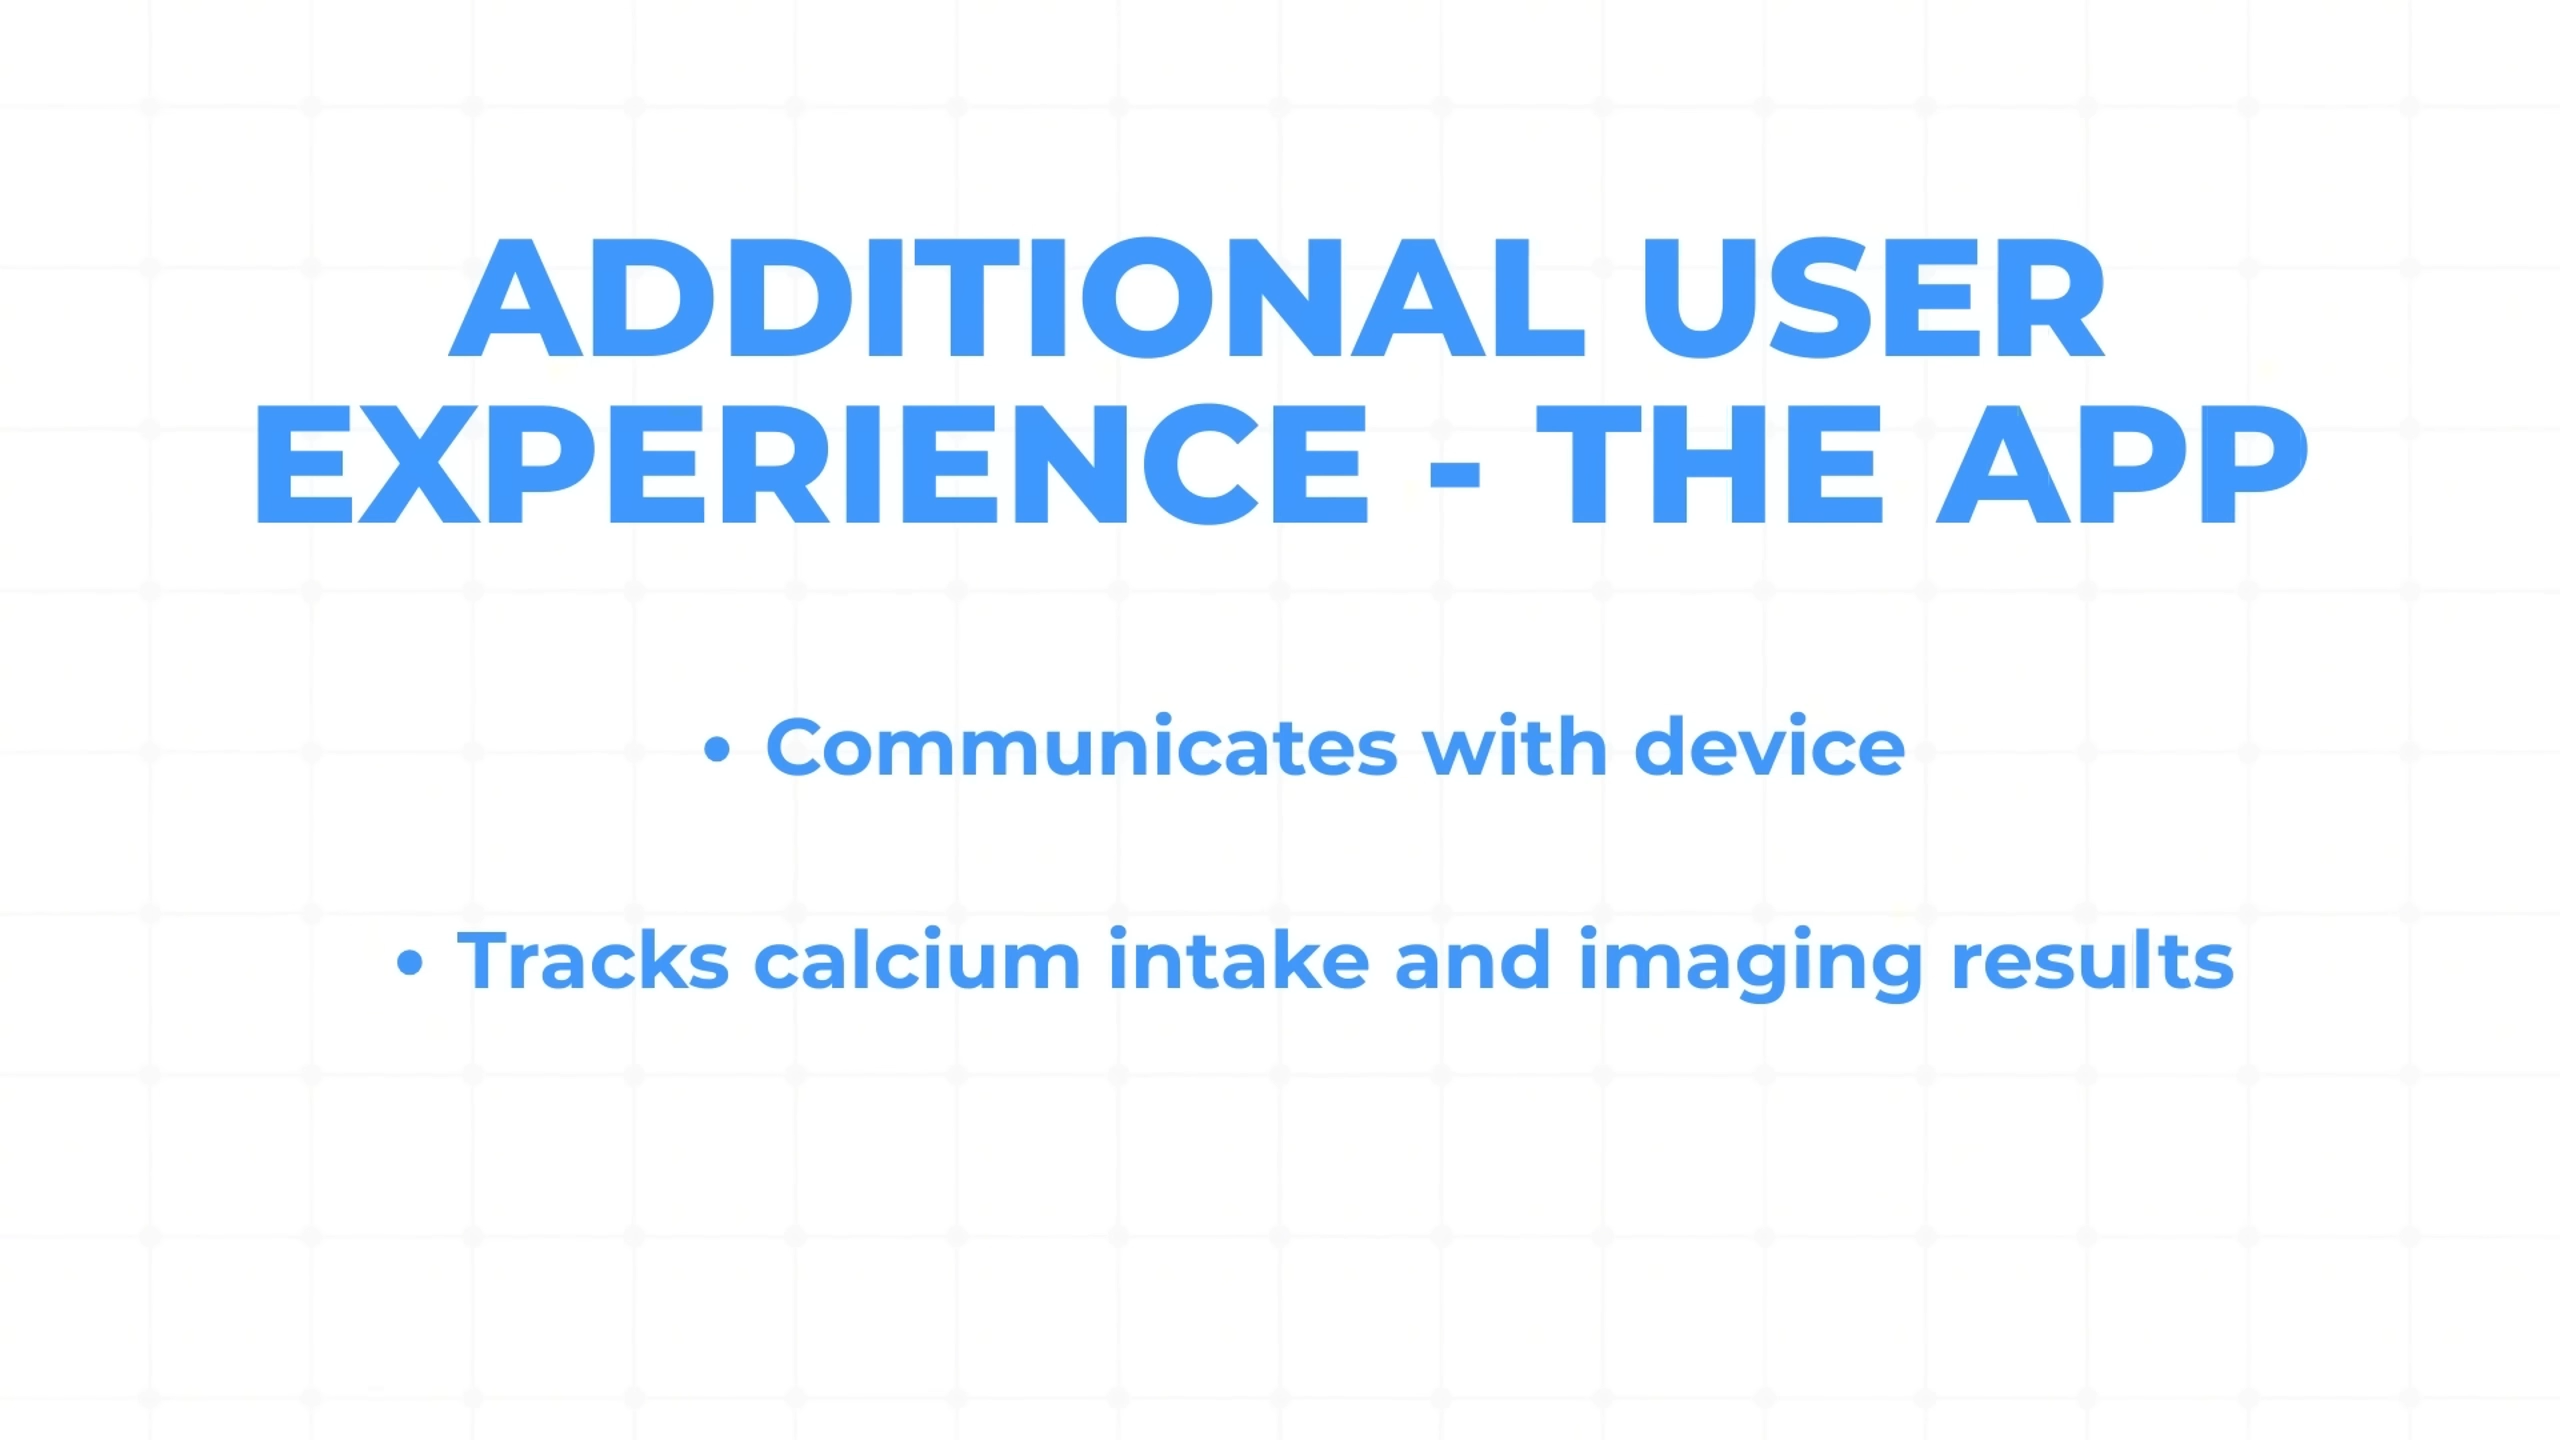 ADDITIONAL USER
EXPERIENCE - THE APP
• Communicates with device
• Tracks calcium intake and imaging results